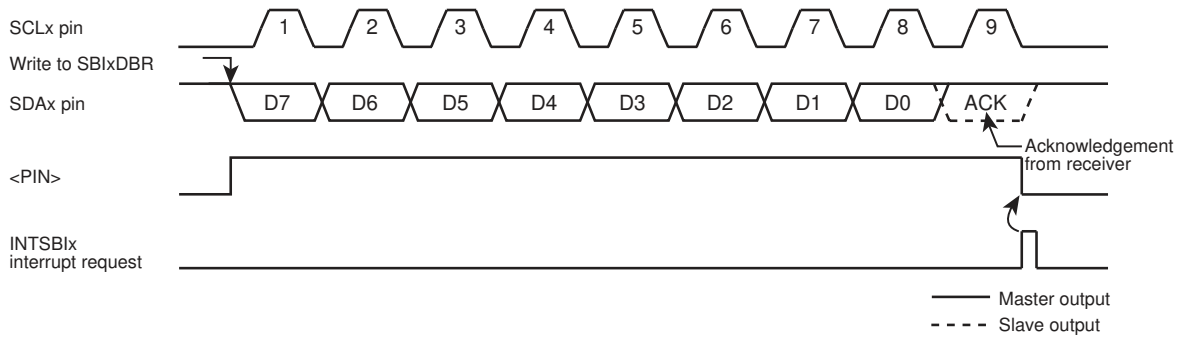 SCLx pin
1 2 3 4 5 6 7 8 9
Write to SBIxDBR
SDAx pin
D7 D6 D5 D4 D3 D2 D1 D0 ACK
Acknowledgement
from receiver
<PIN>
INTSBIx
interrupt request
Master output
Slave output